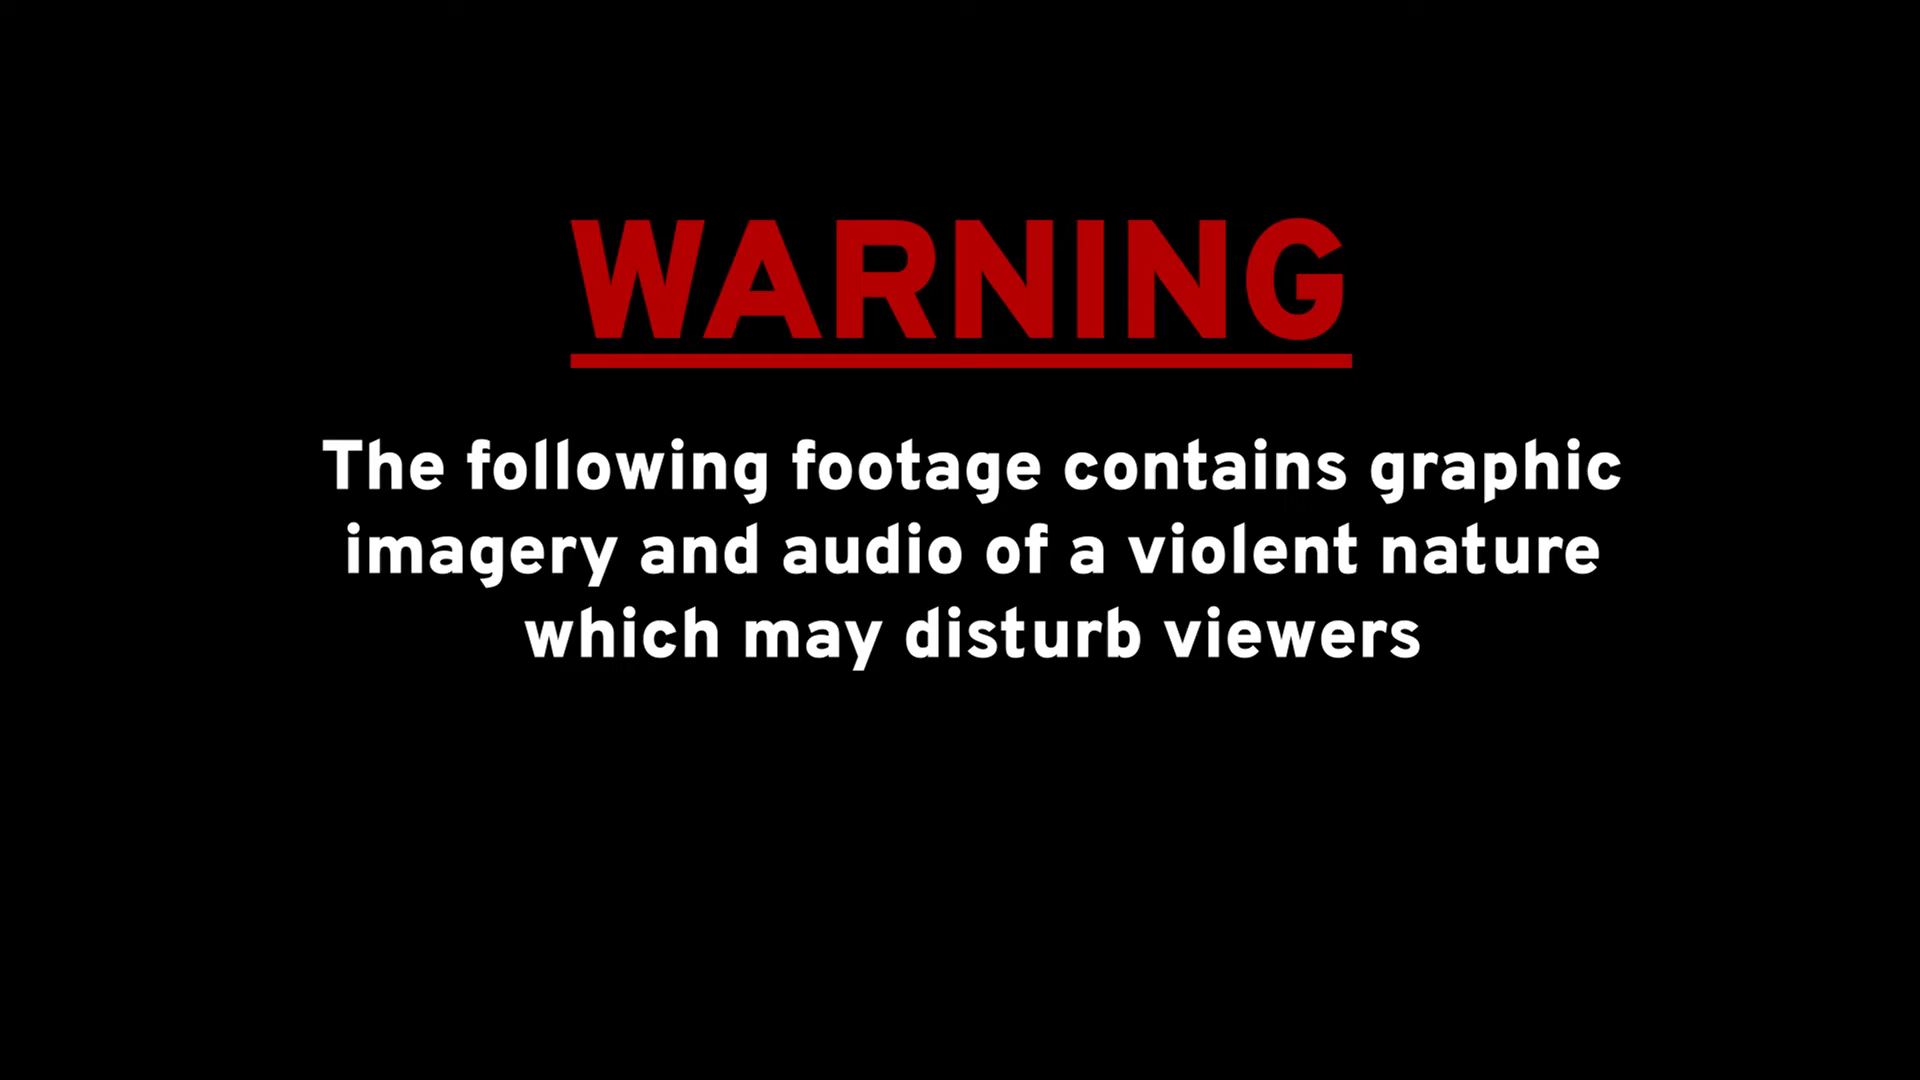 WARNING
The following footage contains graphic
imagery and audio of a violent nature
which may disturb viewers